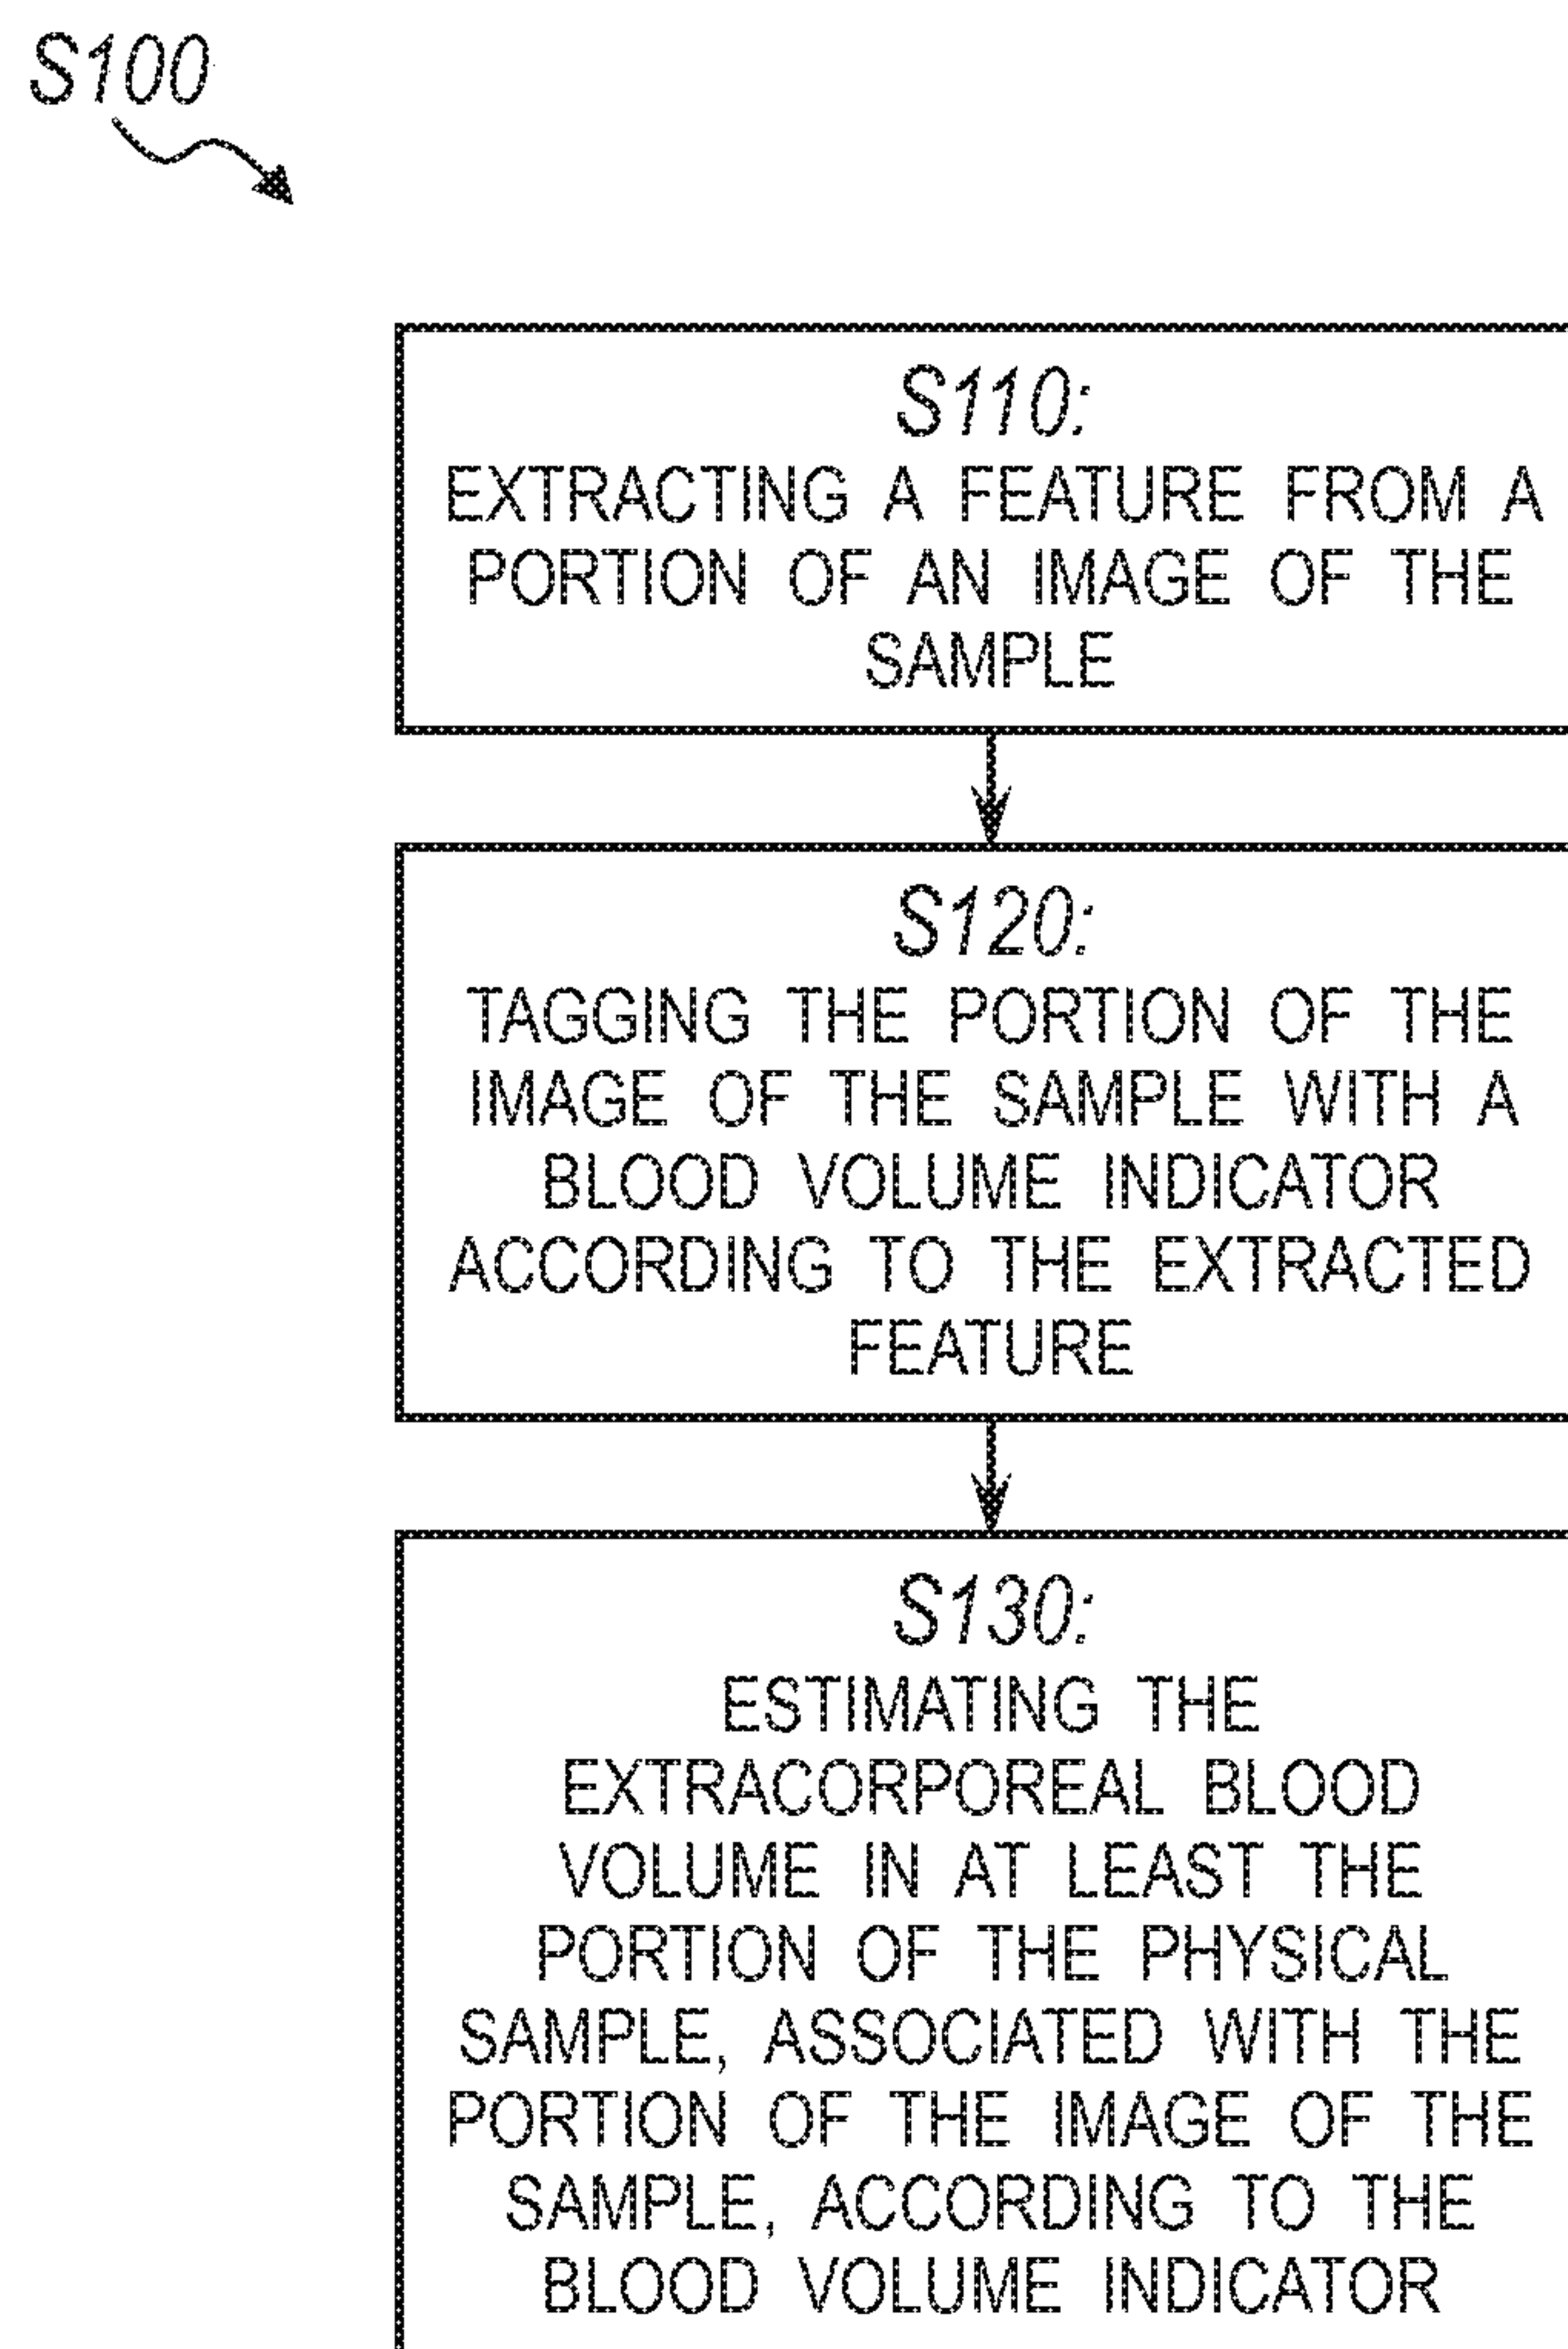 S100
S110:
EXTRACTING A FEATURE FROM A
PORTION OF AN IMAGE OF THE
SAMPLE
S120:
TAGGING THE PORTION OF THE
IMAGE OF THE SAMPLE WITH A
BLOOD VOLUME INDICATOR
ACCORDING TO THE EXTRACTED
FEATURE
S130:
ESTIMATING THE
EXTRACORPOREAL BLOOD
VOLUME IN AT LEAST THE
PORTION OF THE PHYSICAL
SAMPLE, ASSOCIATED WITH THE
PORTION OF THE IMAGE OF THE
SAMPLE, ACCORDING TO THE
BLOOD VOLUME INDICATOR